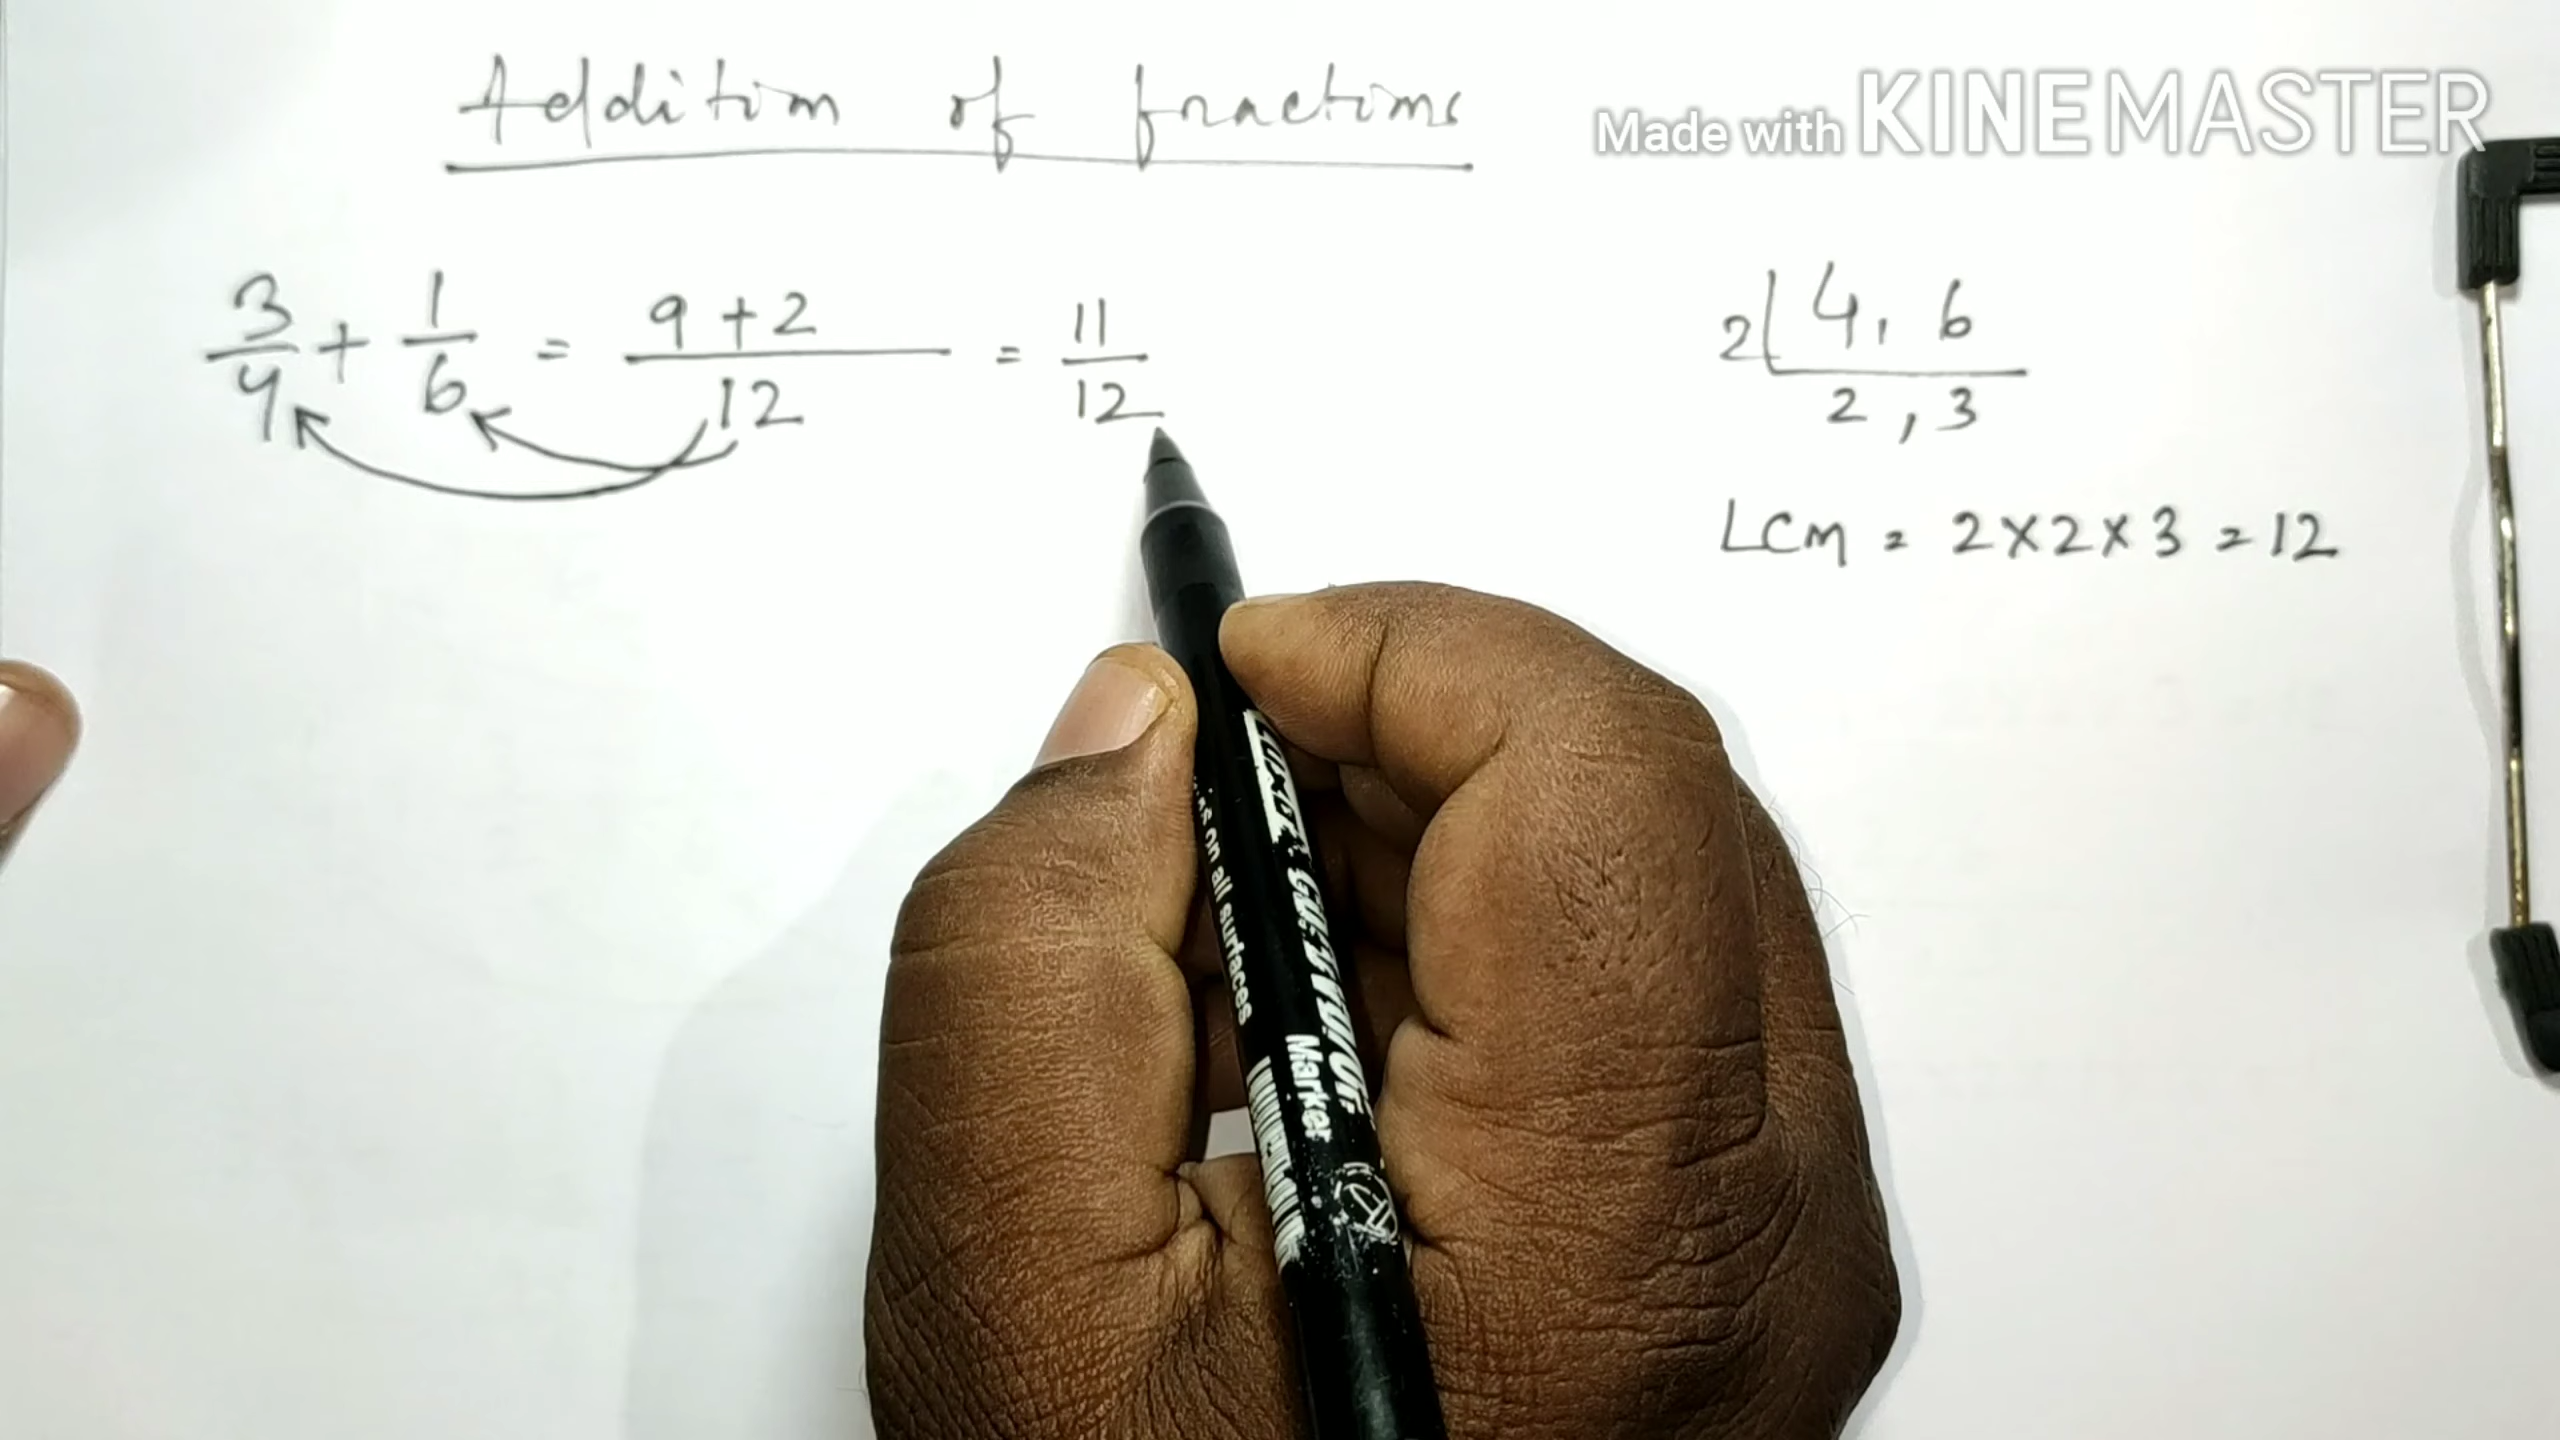 Addition of fractions
Made with KINEMASTER
3/4 + 1/6 = 9+2/12 = 11/12
2 | 4, 6
2, 3
LCM = 2×2×3 = 12
on all surfaces
Marker